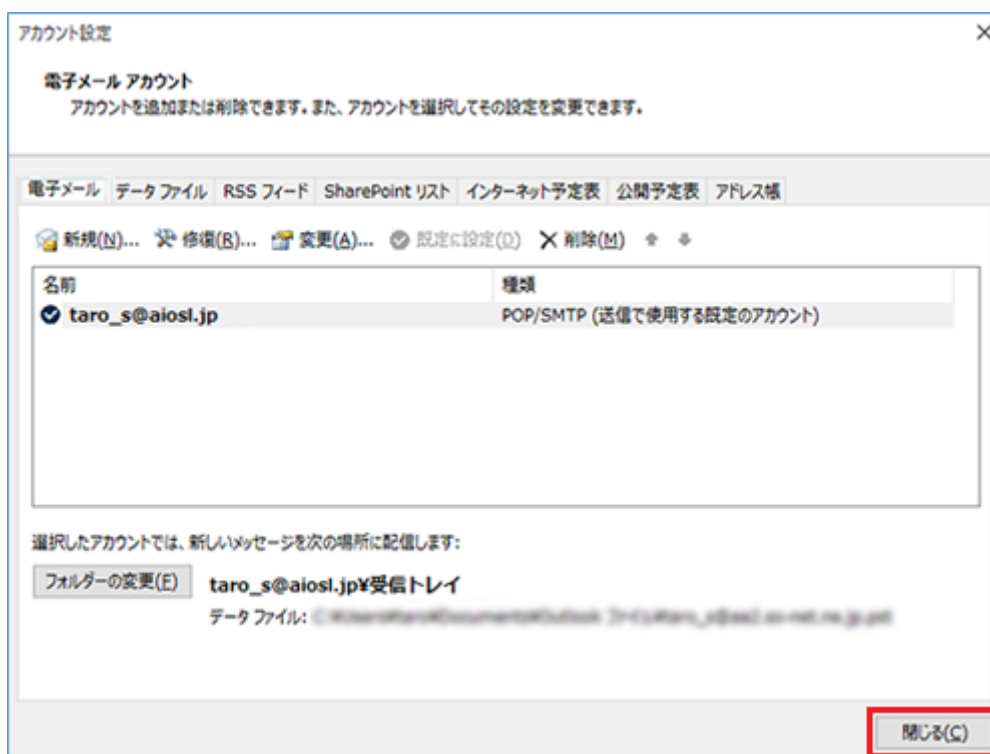 アカウント設定
電子メール アカウント
アカウントを追加または削除できます。また、アカウントを選択してその設定を変更できます。
電子メール データ ファイル RSS フィード SharePoint リスト インターネット予定表 公開予定表 アドレス帳
新規(N)... 修復(R)... 変更(A)... 既定に設定(D) 削除(M)
名前 種類
taro_s@aiosl.jp POP/SMTP (送信で使用する既定のアカウント)
選択したアカウントでは、新しいメッセージを次の場所に配信します:
フォルダーの変更(F) taro_s@aiosl.jp¥受信トレイ
データ ファイル:
閉じる(C)